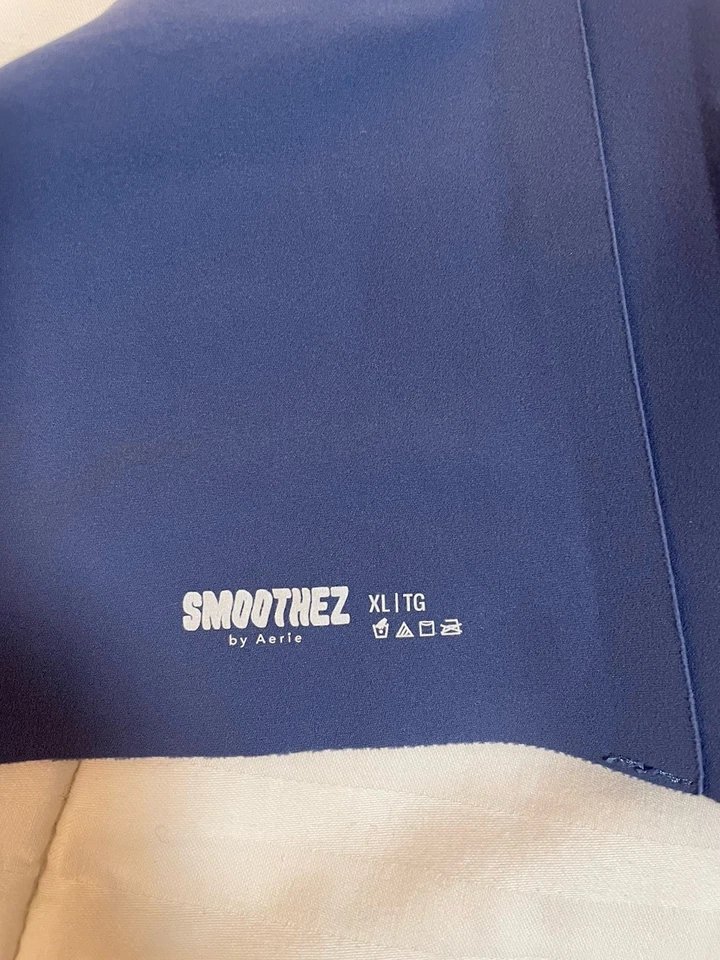 SMOOTHEZ
by Aerie
XL | TG